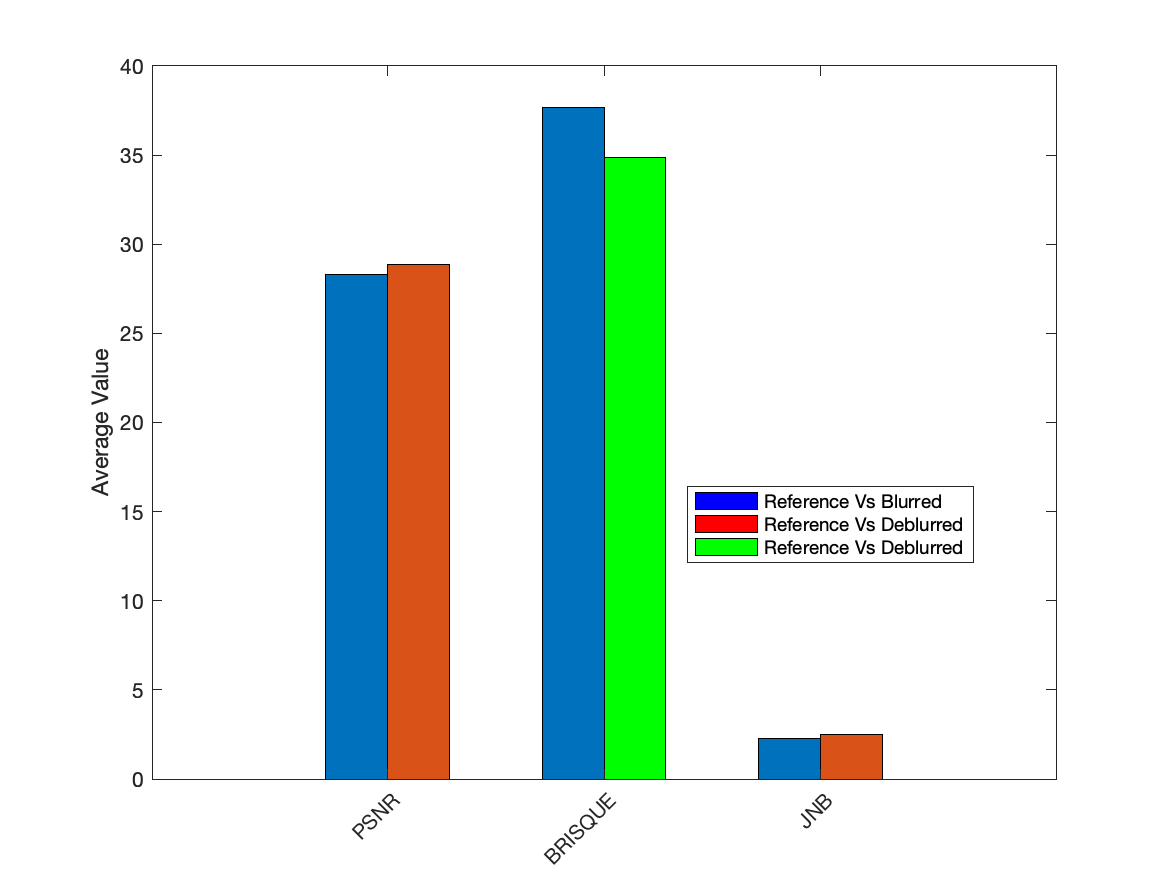 40
35
30
25
20
15
10
5
0
Average Value
Reference Vs Blurred
Reference Vs Deblurred
Reference Vs Deblurred
PSNR
BRISQUE
JNB